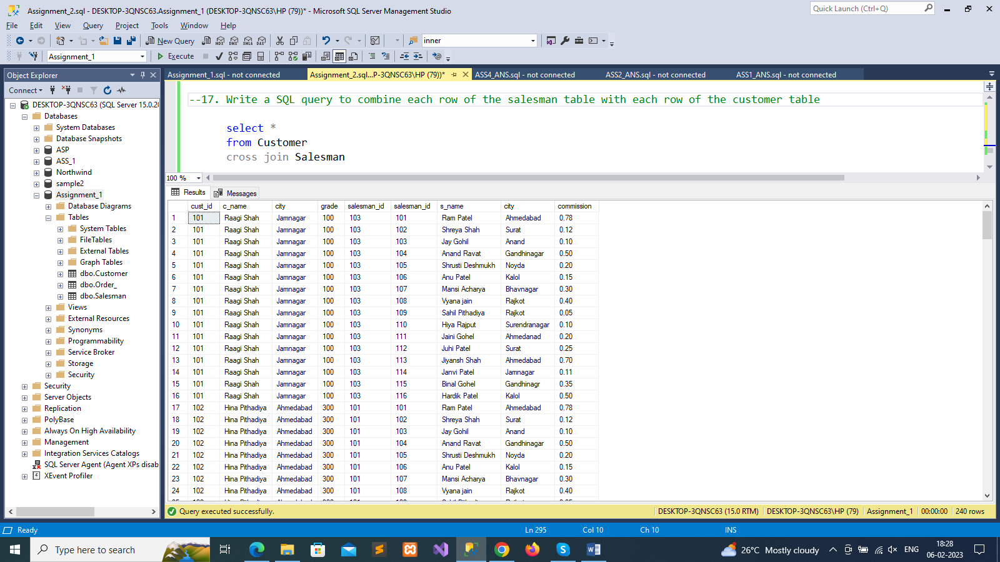 Assignment_2.sql - DESKTOP-3QNSC63.Assignment_1 (DESKTOP-3QNSC63\HP (79))* - Microsoft SQL Server Management Studio
Quick Launch (Ctrl+Q)
File Edit View Query Project Tools Window Help
New Query MDX DMX XMLA DAX inner
Assignment_1 Execute
Object Explorer
Connect
DESKTOP-3QNSC63 (SQL Server 15.0.20
Databases
System Databases
Database Snapshots
ASP
ASS_1
Northwind
sample2
Assignment_1
Database Diagrams
Tables
System Tables
FileTables
External Tables
Graph Tables
dbo.Customer
dbo.Order_
dbo.Salesman
Views
External Resources
Synonyms
Programmability
Service Broker
Storage
Security
Security
Server Objects
Replication
PolyBase
Always On High Availability
Management
Integration Services Catalogs
SQL Server Agent (Agent XPs disab
XEvent Profiler
Assignment_1.sql - not connected Assignment_2.sql...P-3QNSC63\HP (79))* ASS4_ANS.sql - not connected ASS2_ANS.sql - not connected ASS1_ANS.sql - not connected
--17. Write a SQL query to combine each row of the salesman table with each row of the customer table
select *
from Customer
cross join Salesman
100 %
Results Messages
cust_id c_name city grade salesman_id salesman_id s_name city commission
1 101 Raagi Shah Jamnagar 100 103 101 Ram Patel Ahmedabad 0.78
2 101 Raagi Shah Jamnagar 100 103 102 Shreya Shah Surat 0.12
3 101 Raagi Shah Jamnagar 100 103 103 Jay Gohil Anand 0.10
4 101 Raagi Shah Jamnagar 100 103 104 Anand Ravat Gandhinagar 0.50
5 101 Raagi Shah Jamnagar 100 103 105 Shrusti Deshmukh Noyda 0.20
6 101 Raagi Shah Jamnagar 100 103 106 Anu Patel Kalol 0.15
7 101 Raagi Shah Jamnagar 100 103 107 Mansi Acharya Bhavnagar 0.30
8 101 Raagi Shah Jamnagar 100 103 108 Vyana jain Rajkot 0.40
9 101 Raagi Shah Jamnagar 100 103 109 Sahil Pithadiya Rajkot 0.05
10 101 Raagi Shah Jamnagar 100 103 110 Hiya Rajput Surendranagar 0.10
11 101 Raagi Shah Jamnagar 100 103 111 Jaini Gohel Ahmedanad 0.20
12 101 Raagi Shah Jamnagar 100 103 112 Juhi Patel Surat 0.25
13 101 Raagi Shah Jamnagar 100 103 113 Jiyansh Shah Ahmedabad 0.70
14 101 Raagi Shah Jamnagar 100 103 114 Janvi Patel Jamnagar 0.11
15 101 Raagi Shah Jamnagar 100 103 115 Binal Gohel Gandhinagr 0.35
16 101 Raagi Shah Jamnagar 100 103 116 Hardik Patel Kalol 0.50
17 102 Hina Pithadiya Ahmedabad 300 101 101 Ram Patel Ahmedabad 0.78
18 102 Hina Pithadiya Ahmedabad 300 101 102 Shreya Shah Surat 0.12
19 102 Hina Pithadiya Ahmedabad 300 101 103 Jay Gohil Anand 0.10
20 102 Hina Pithadiya Ahmedabad 300 101 104 Anand Ravat Gandhinagar 0.50
21 102 Hina Pithadiya Ahmedabad 300 101 105 Shrusti Deshmukh Noyda 0.20
22 102 Hina Pithadiya Ahmedabad 300 101 106 Anu Patel Kalol 0.15
23 102 Hina Pithadiya Ahmedabad 300 101 107 Mansi Acharya Bhavnagar 0.30
24 102 Hina Pithadiya Ahmedabad 300 101 108 Vyana jain Rajkot 0.40
Query executed successfully. DESKTOP-3QNSC63 (15.0 RTM) DESKTOP-3QNSC63\HP (79) Assignment_1 00:00:00 240 rows
Ready Ln 295 Col 10 Ch 10 INS
Type here to search 26°C Mostly cloudy ENG 18:28
06-02-2023